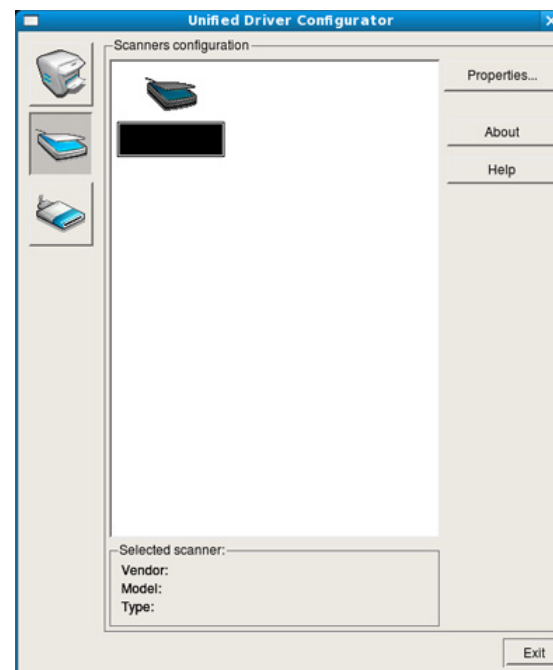 Unified Driver Configurator
Scanners configuration
Properties...
About
Help
Selected scanner:
Vendor:
Model:
Type:
Exit